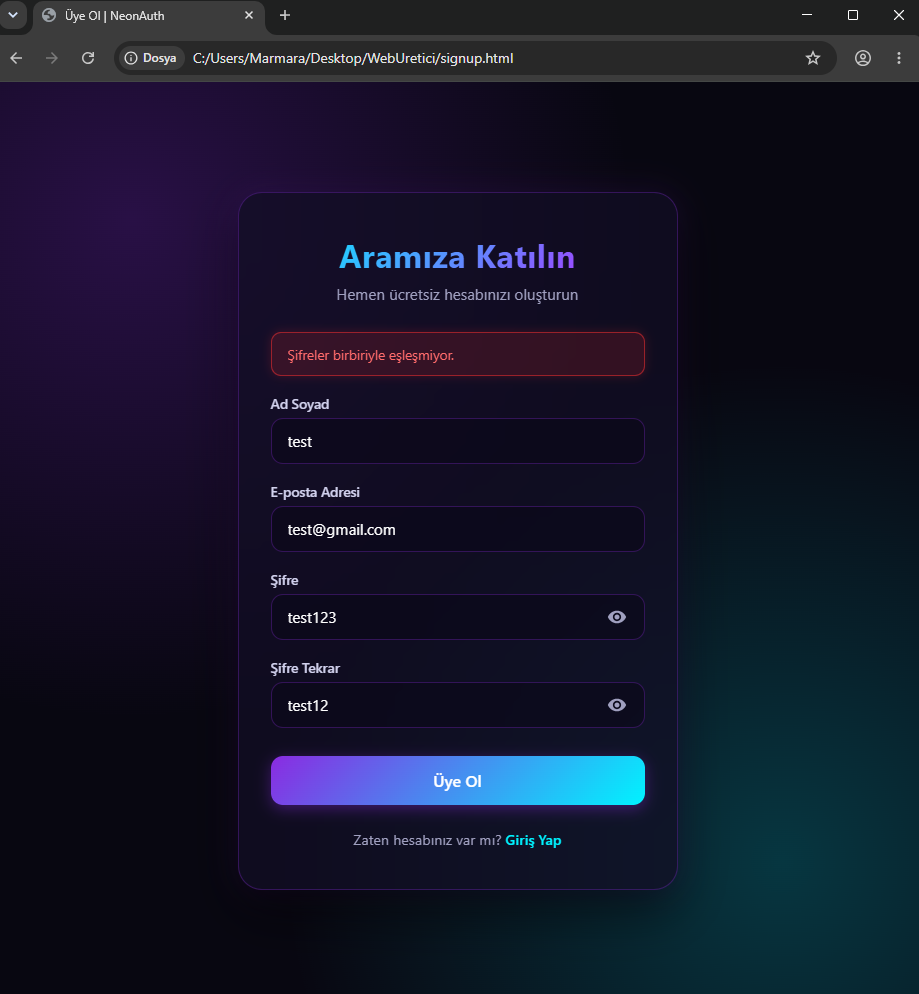 Üye Ol | NeonAuth
Dosya C:/Users/Marmara/Desktop/WebUretici/signup.html
Aramıza Katılın
Hemen ücretsiz hesabınızı oluşturun
Şifreler birbiriyle eşleşmiyor.
Ad Soyad
test
E-posta Adresi
test@gmail.com
Şifre
test123
Şifre Tekrar
test12
Üye Ol
Zaten hesabınız var mı? Giriş Yap